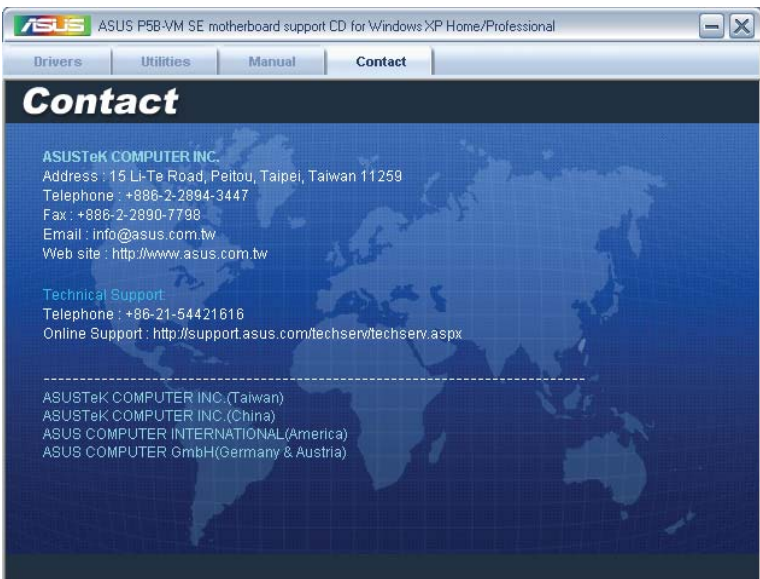 ASUS ASUS P5B-VM SE motherboard support CD for Windows XP Home/Professional
Drivers Utilities Manual Contact
Contact
ASUSTeK COMPUTER INC.
Address : 15 Li-Te Road, Peitou, Taipei, Taiwan 11259
Telephone : +886-2-2894-3447
Fax : +886-2-2890-7798
Email : info@asus.com.tw
Web site : http://www.asus.com.tw
Technical Support
Telephone : +86-21-54421616
Online Support : http://support.asus.com/techserv/techserv.aspx
--------------------------------------------------------------------------------
ASUSTeK COMPUTER INC.(Taiwan)
ASUSTeK COMPUTER INC.(China)
ASUS COMPUTER INTERNATIONAL(America)
ASUS COMPUTER GmbH(Germany & Austria)